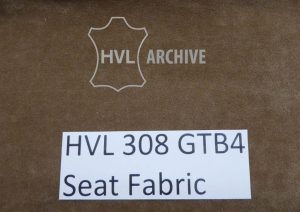 HVL ARCHIVE
HVL 308 GTB4
Seat Fabric